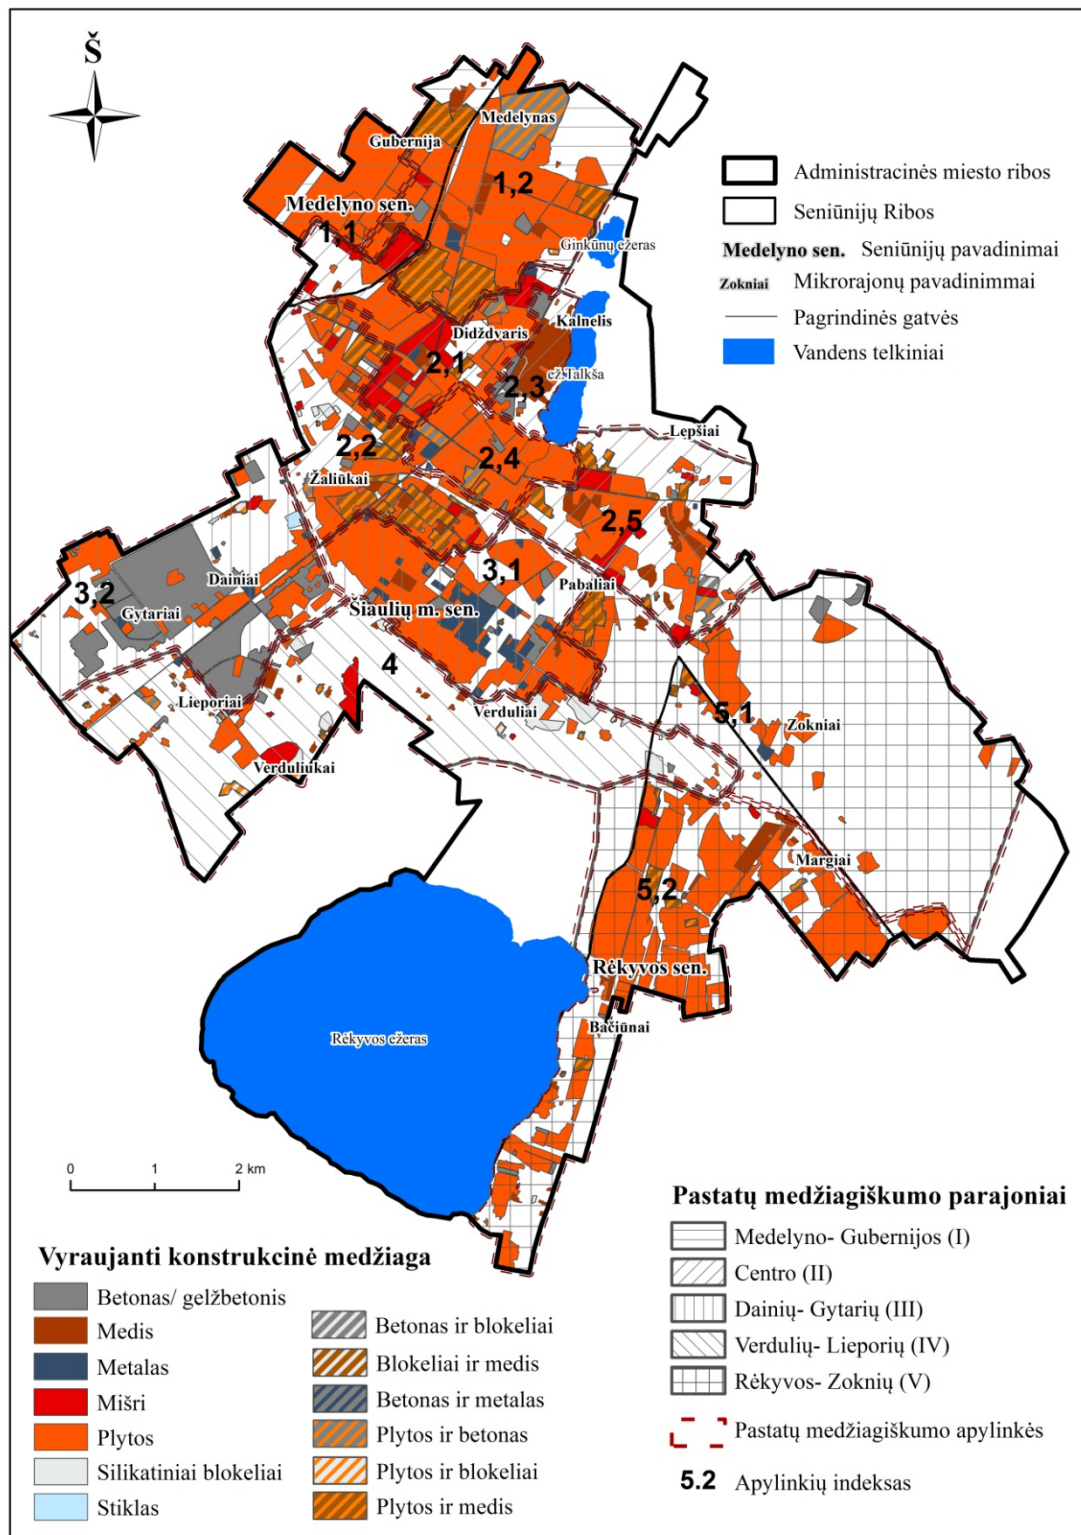 Š
Medelynas
Gubernija
1,2
Medelyno sen.
1,1
Ginkūnų ežeras
Kalnelis
Didždvaris
2,1
ež.Talkša
2,3
Lepšiai
2,2
2,4
Žaliūkai
2,5
3,1
Dainiai
Pabaliai
3,2
Gytariai
Šiaulių m. sen.
4
Lieporiai
Verduliai
5,1
Zokniai
Verduliukai
Margiai
5,2
Rėkyvos sen.
Bačiūnai
Rėkyvos ežeras
Administracinės miesto ribos
Seniūnijų Ribos
Medelyno sen. Seniūnijų pavadinimai
Zokniai Mikrorajonų pavadinimmai
Pagrindinės gatvės
Vandens telkiniai
0 1 2 km
Vyraujanti konstrukcinė medžiaga
Betonas/ gelžbetonis
Medis
Metalas
Mišri
Plytos
Silikatiniai blokeliai
Stiklas
Betonas ir blokeliai
Blokeliai ir medis
Betonas ir metalas
Plytos ir betonas
Plytos ir blokeliai
Plytos ir medis
Pastatų medžiagiškumo parajoniai
Medelyno- Gubernijos (I)
Centro (II)
Dainių- Gytarių (III)
Verdulių- Lieporių (IV)
Rėkyvos- Zoknių (V)
Pastatų medžiagiškumo apylinkės
5.2 Apylinkių indeksas